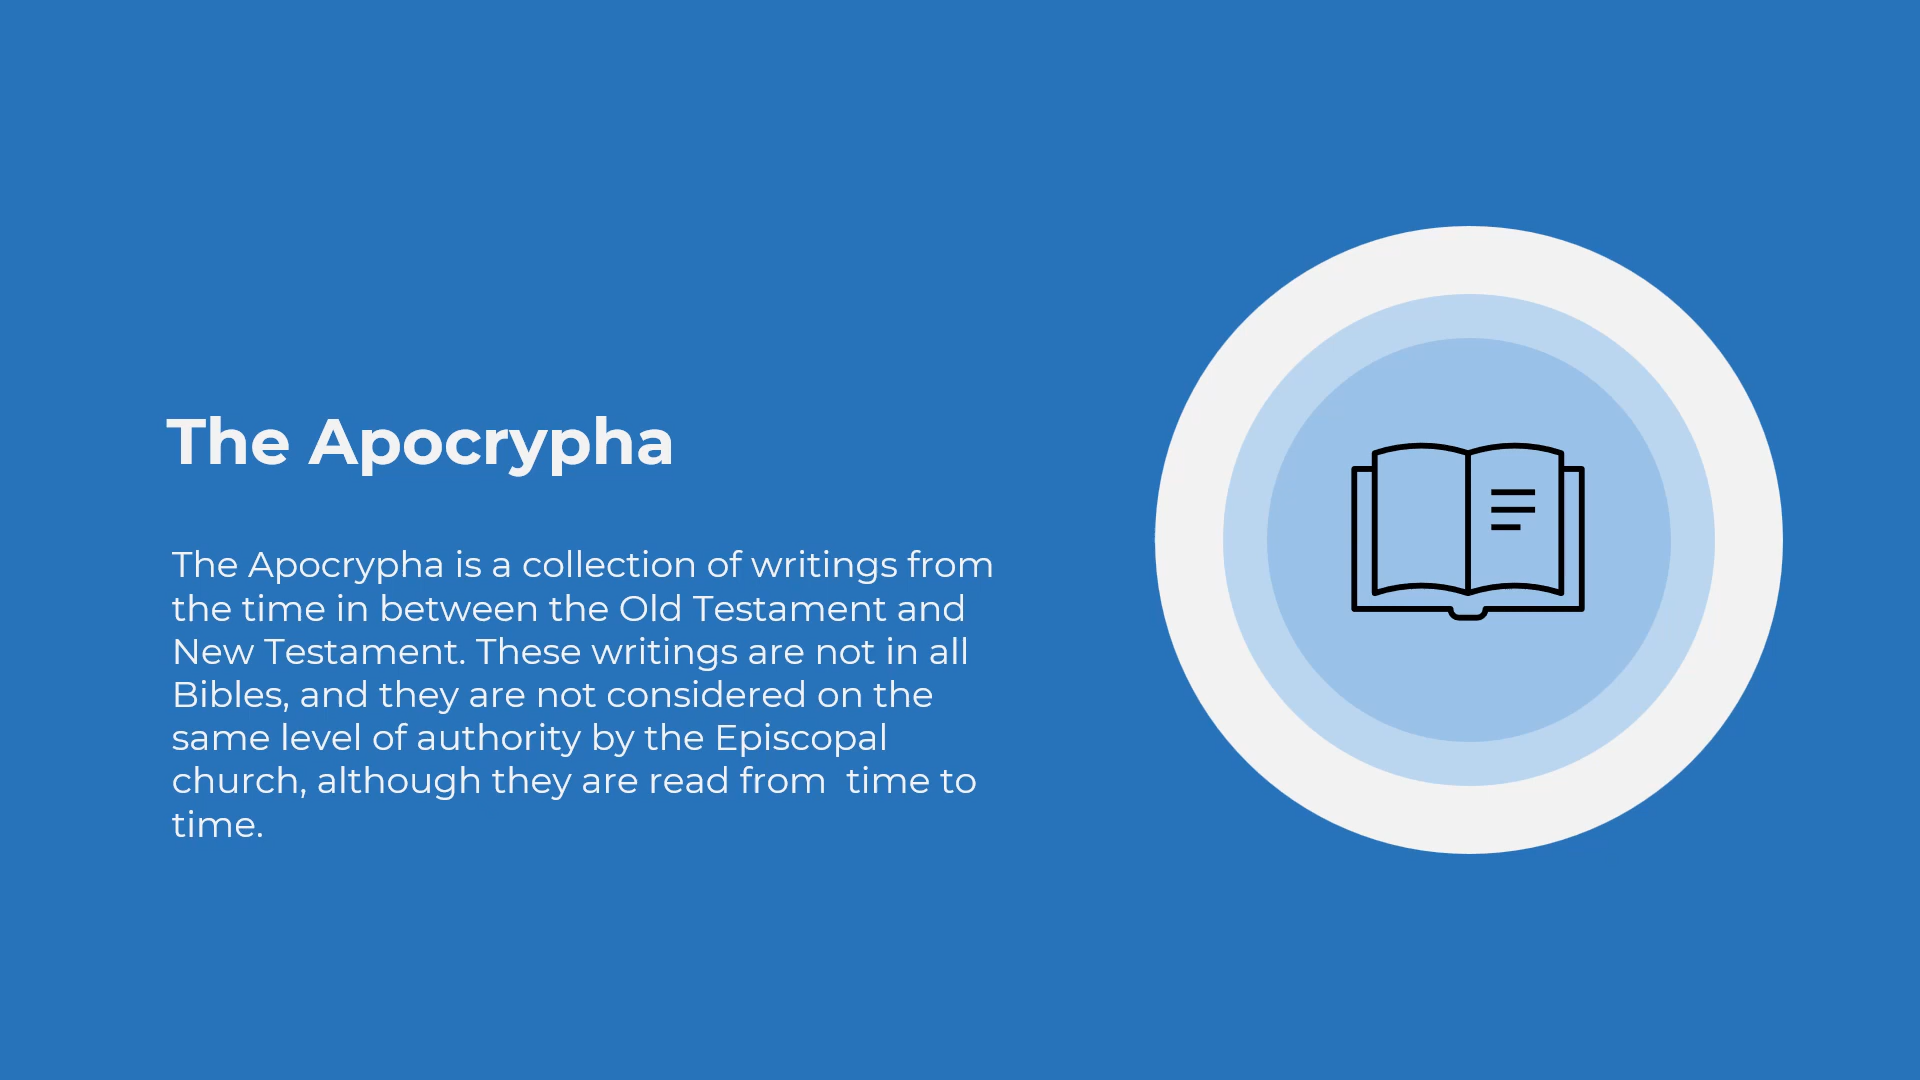 The Apocrypha
The Apocrypha is a collection of writings from
the time in between the Old Testament and
New Testament. These writings are not in all
Bibles, and they are not considered on the
same level of authority by the Episcopal
church, although they are read from  time to
time.